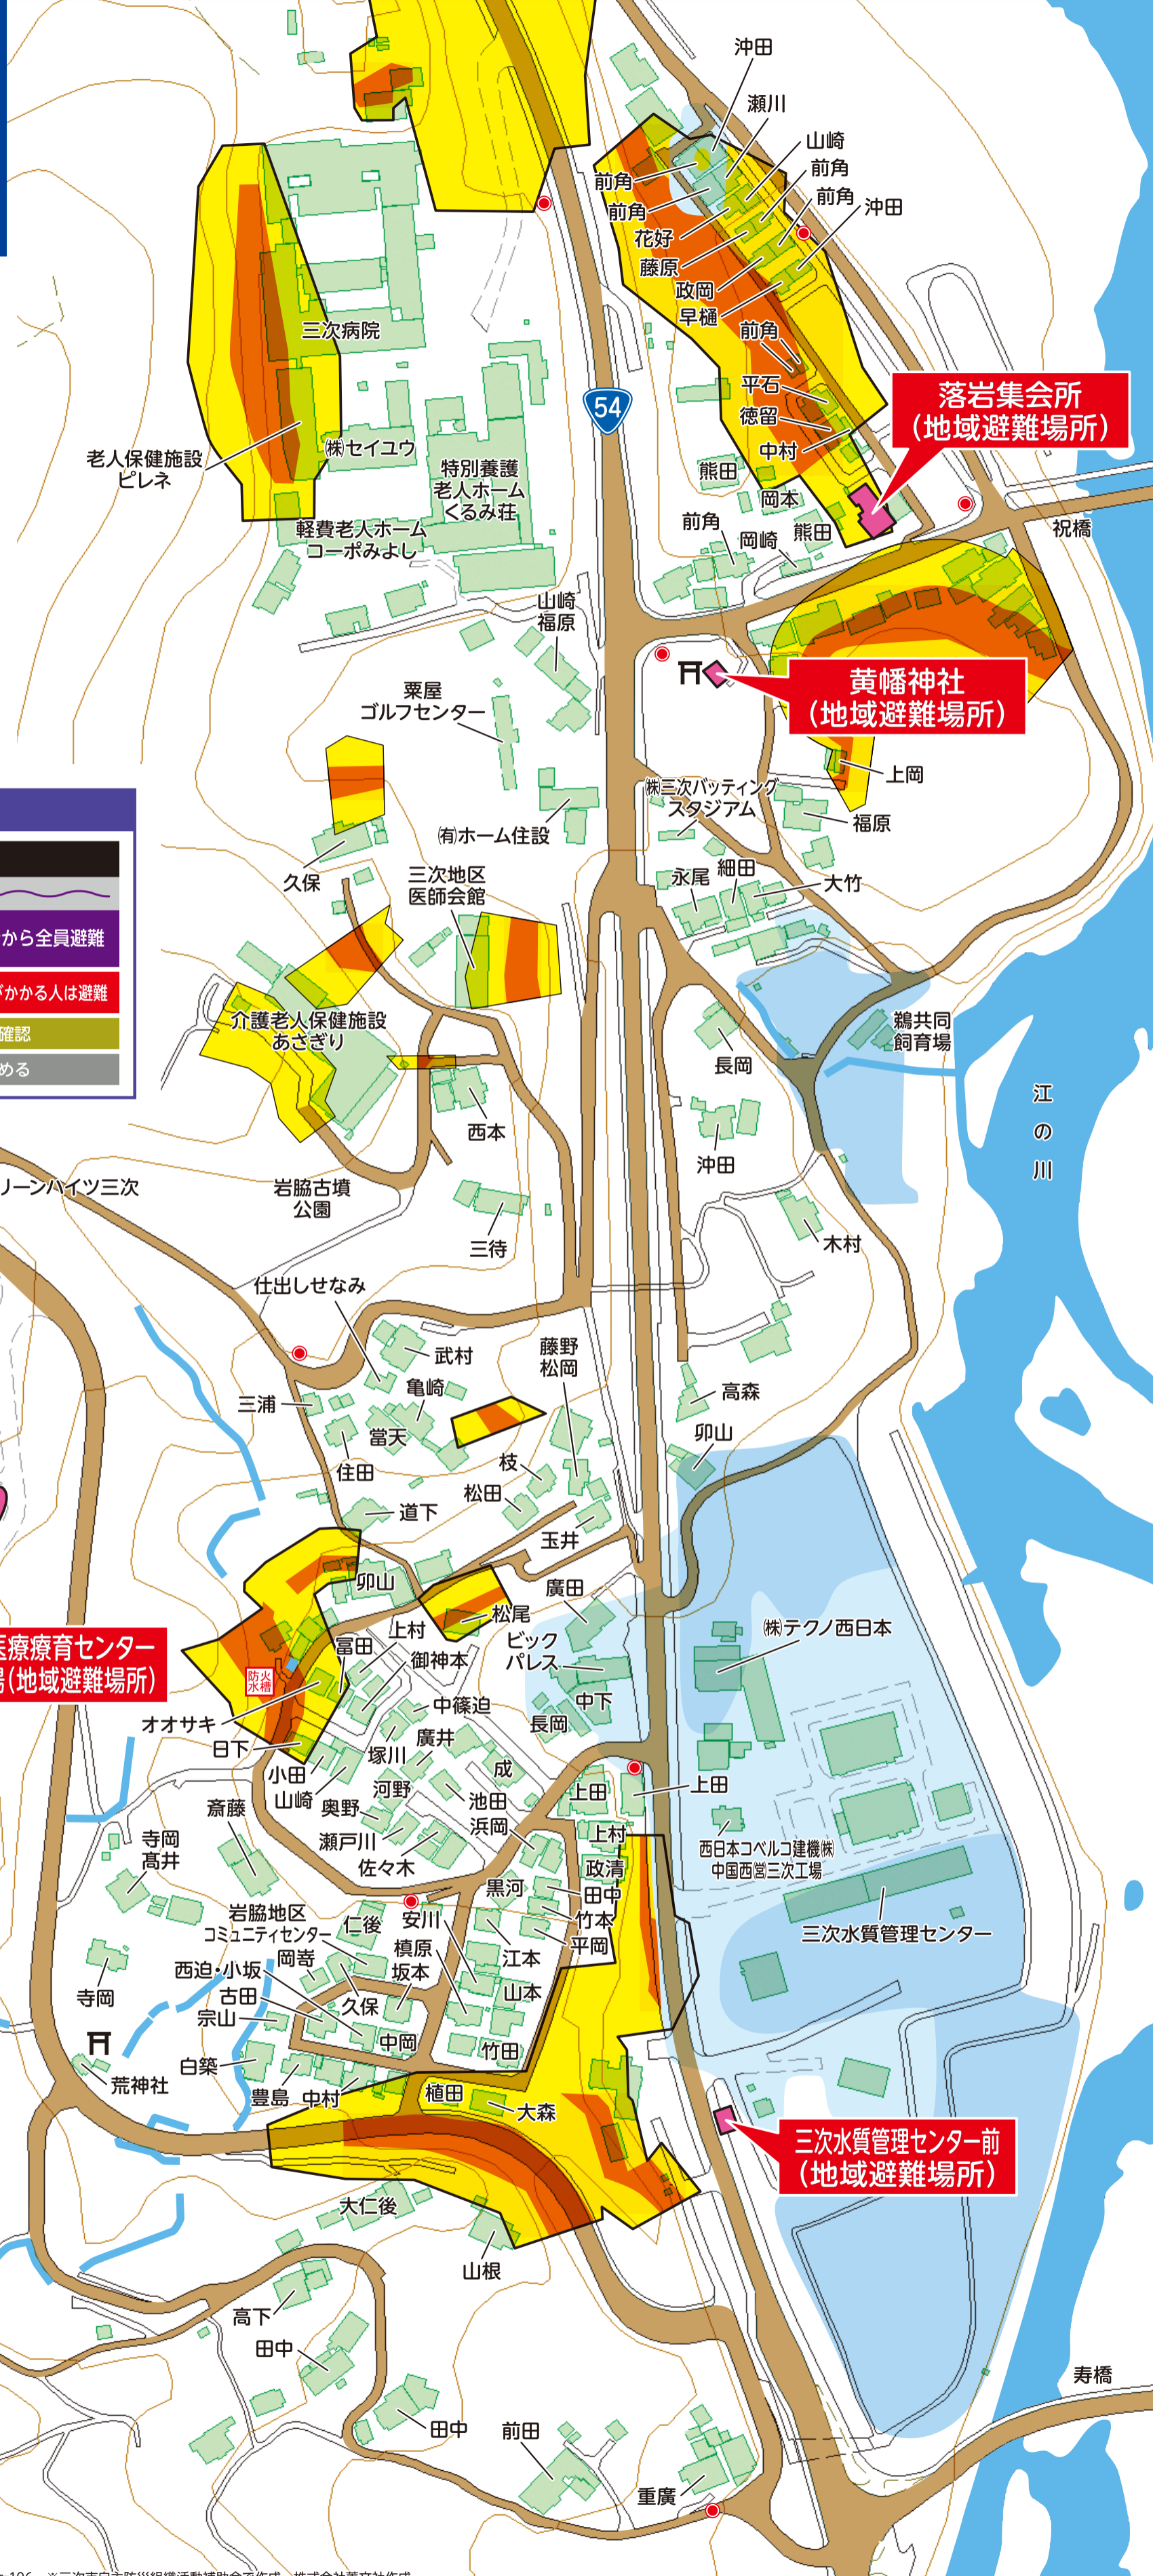 沖田
瀬川
山崎
前角
前角
沖田
前角
前角
花好
藤原
政岡
早樋
前角
平石
徳留
中村
三次病院
54
落岩集会所
(地域避難場所)
老人保健施設
ピレネ
㈱セイユウ
特別養護
老人ホーム
くるみ荘
軽費老人ホーム
コーポみよし
熊田
岡本
前角
岡崎
熊田
祝橋
山崎
福原
黄幡神社
(地域避難場所)
粟屋
ゴルフセンター
上岡
㈱三次バッティング
スタジアム
福原
㈲ホーム住設
久保
三次地区
医師会館
永尾
細田
大竹
から全員避難
がかかる人は避難
確認
める
介護老人保健施設
あさぎり
鵜共同
飼育場
長岡
江の川
西本
沖田
リーンハイツ三次
岩脇古墳
公園
三待
木村
仕出しせなみ
武村
藤野
松岡
亀崎
三浦
高森
當天
卯山
住田
枝
松田
道下
玉井
卯山
廣田
松尾
医療療育センター
場(地域避難場所)
冨田
上村
御神本
ビック
パレス
㈱テクノ西日本
防火
水槽
中下
中篠迫
オオサキ
長岡
日下
塚川
廣井
小田
成
山崎
河野
上田
上田
斎藤
奥野
池田
瀬戸川
浜岡
寺岡
髙井
佐々木
上村
西日本コベルコ建機㈱
中国西営三次工場
政清
黒河
田中
岩脇地区
コミュニティセンター
仁後
安川
竹本
三次水質管理センター
岡嵜
槙原
江本
平岡
西迫・小坂
坂本
寺岡
古田
久保
山本
宗山
中岡
竹田
白築
荒神社
豊島
中村
植田
大森
三次水質管理センター前
(地域避難場所)
大仁後
山根
高下
田中
寿橋
田中
前田
重廣